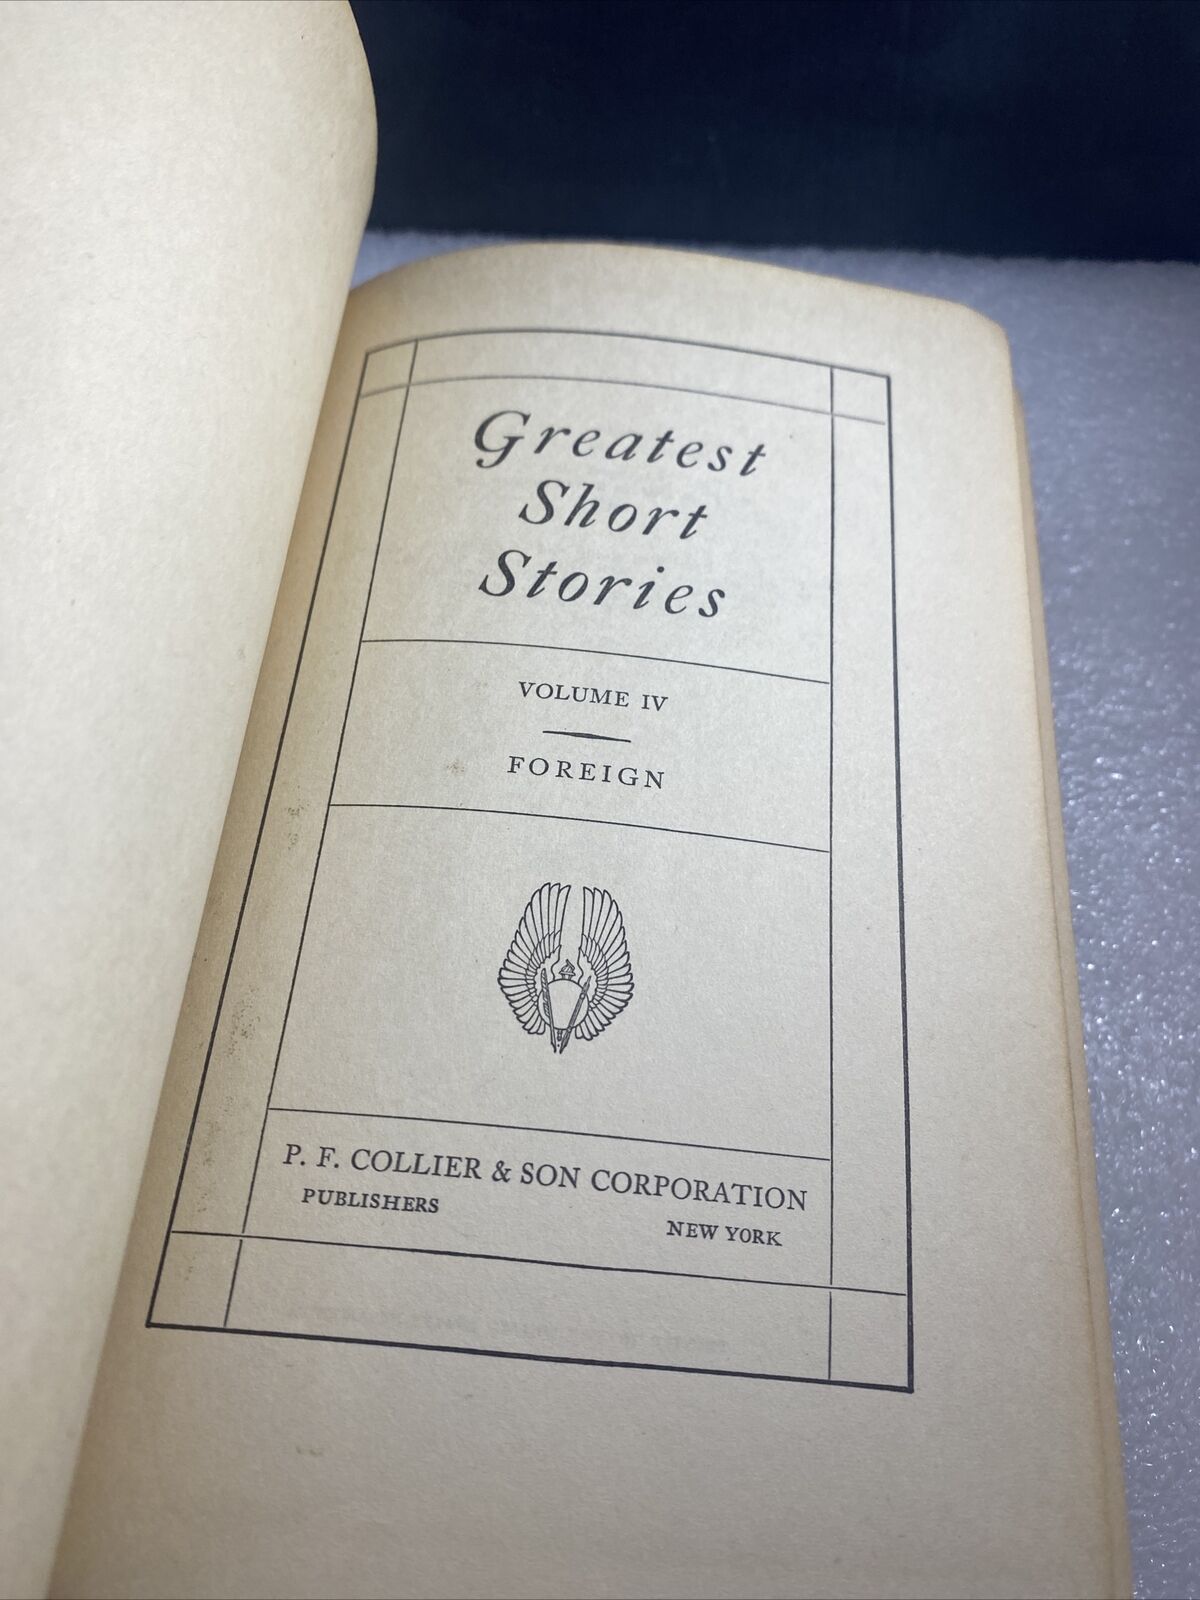 Greatest
Short
Stories
VOLUME IV
FOREIGN
P. F. COLLIER & SON CORPORATION
PUBLISHERS
NEW YORK